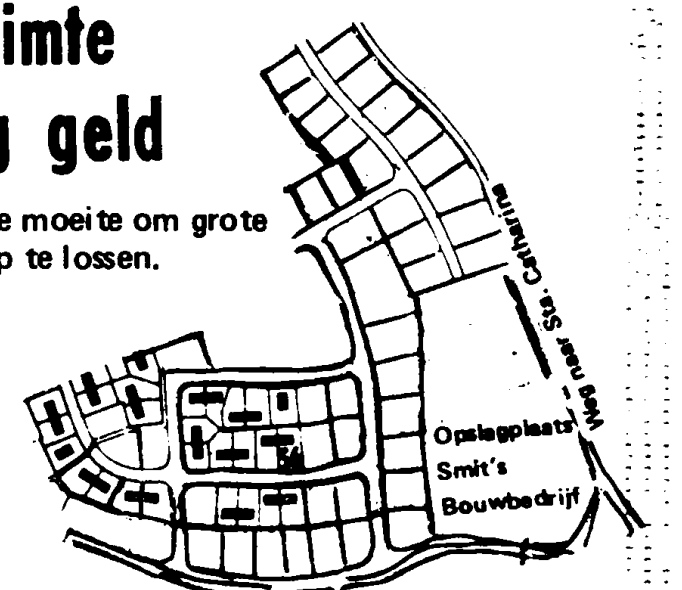 imte
g geld
e moeite om grote
p te lossen.
Weg naar Sta. Catharina
Opslagplaats
Smit's
Bouwbedrijf